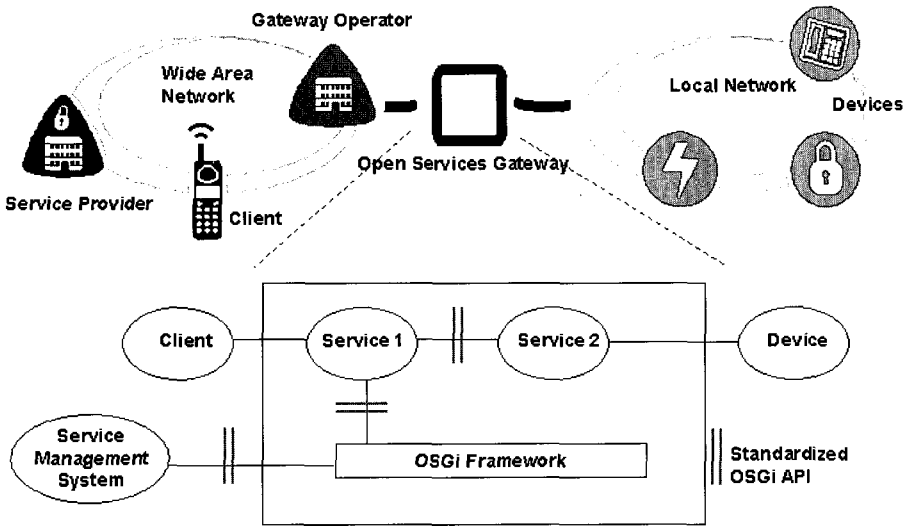 Gateway Operator
Wide Area
Network
Local Network
Devices
Open Services Gateway
Service Provider
Client
Client
Service 1
Service 2
Device
Service
Management
System
OSGi Framework
Standardized
OSGi API